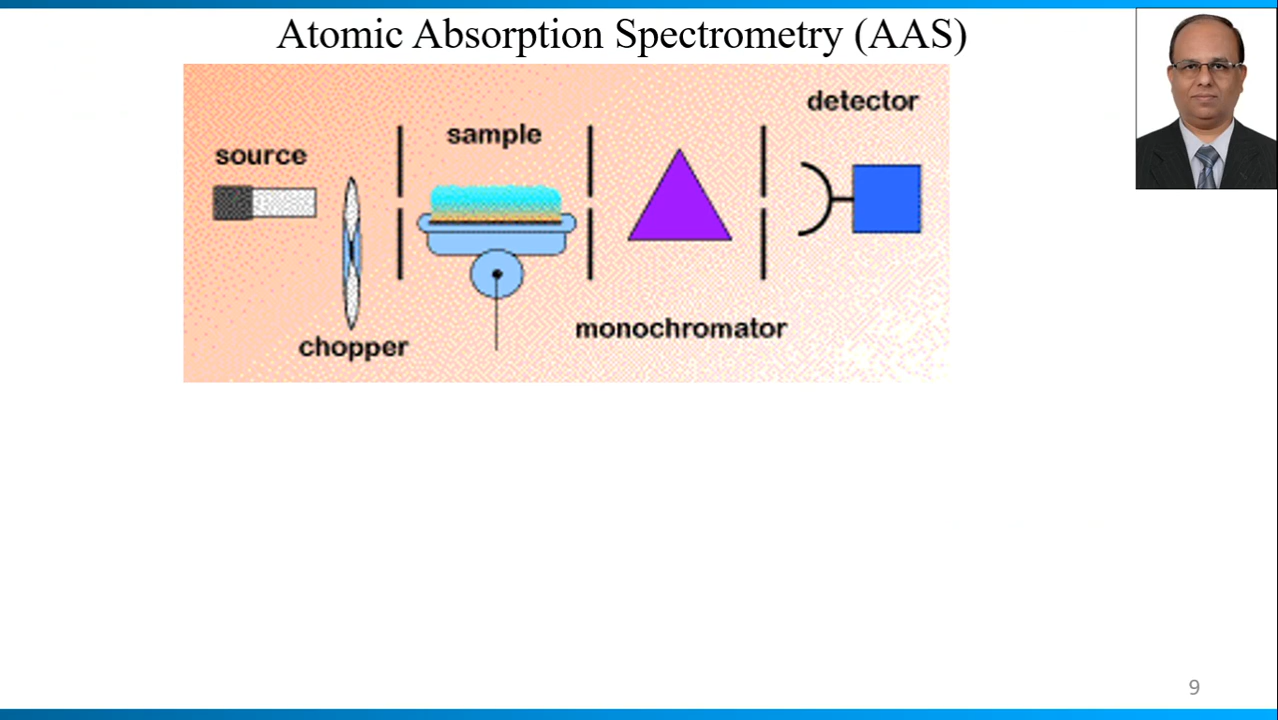 Atomic Absorption Spectrometry (AAS)
detector
sample
source
monochromator
chopper
9